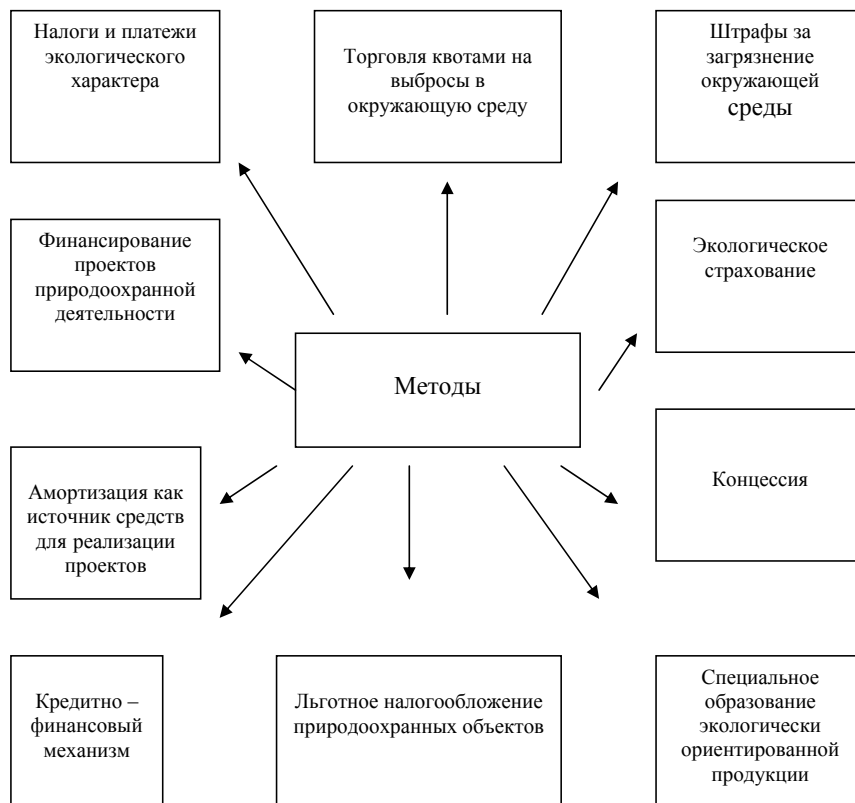 Налоги и платежи
экологического
характера
Торговля квотами на
выбросы в
окружающую среду
Штрафы за
загрязнение
окружающей
среды
Финансирование
проектов
природоохранной
деятельности
Экологическое
страхование
Методы
Амортизация как
источник средств
для реализации
проектов
Концессия
Кредитно –
финансовый
механизм
Льготное налогообложение
природоохранных объектов
Специальное
образование
экологически
ориентированной
продукции